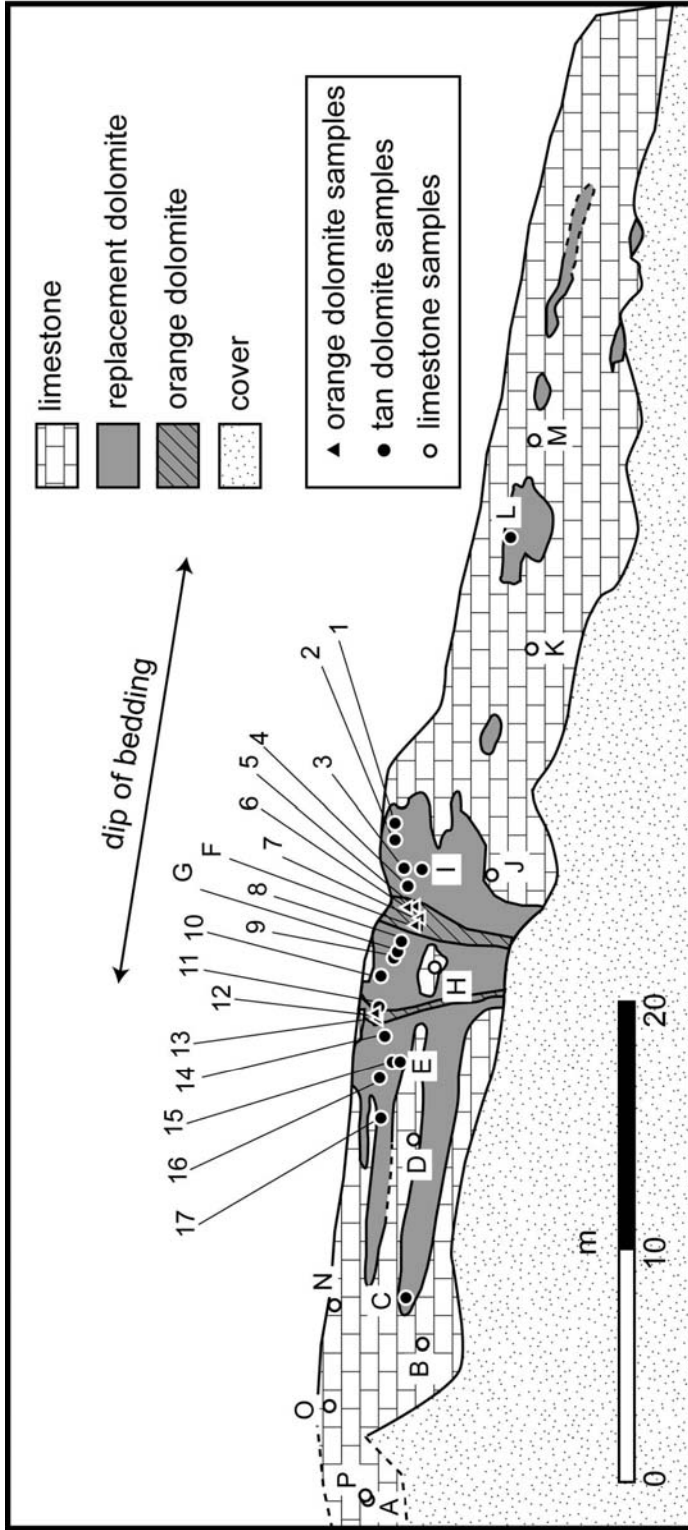 limestone
replacement dolomite
orange dolomite
cover
orange dolomite samples
tan dolomite samples
limestone samples
dip of bedding
17
16
15
14
13
12
11
10
9
8
G
F
7
6
5
4
3
2
1
O
N
P
A
B
C
D
E
H
I
J
K
L
M
m
0
10
20